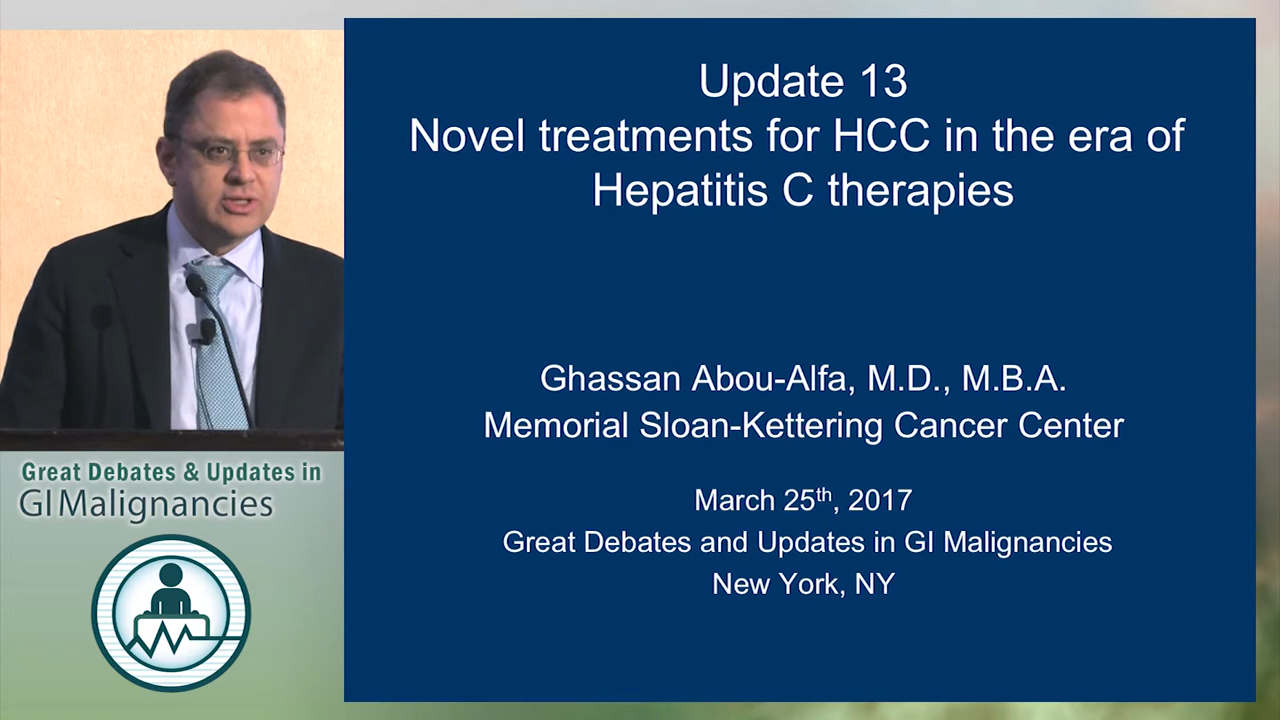 Update 13
Novel treatments for HCC in the era of
Hepatitis C therapies
Ghassan Abou-Alfa, M.D., M.B.A.
Memorial Sloan-Kettering Cancer Center
March 25th, 2017
Great Debates and Updates in GI Malignancies
New York, NY
Great Debates & Updates in
GI Malignancies